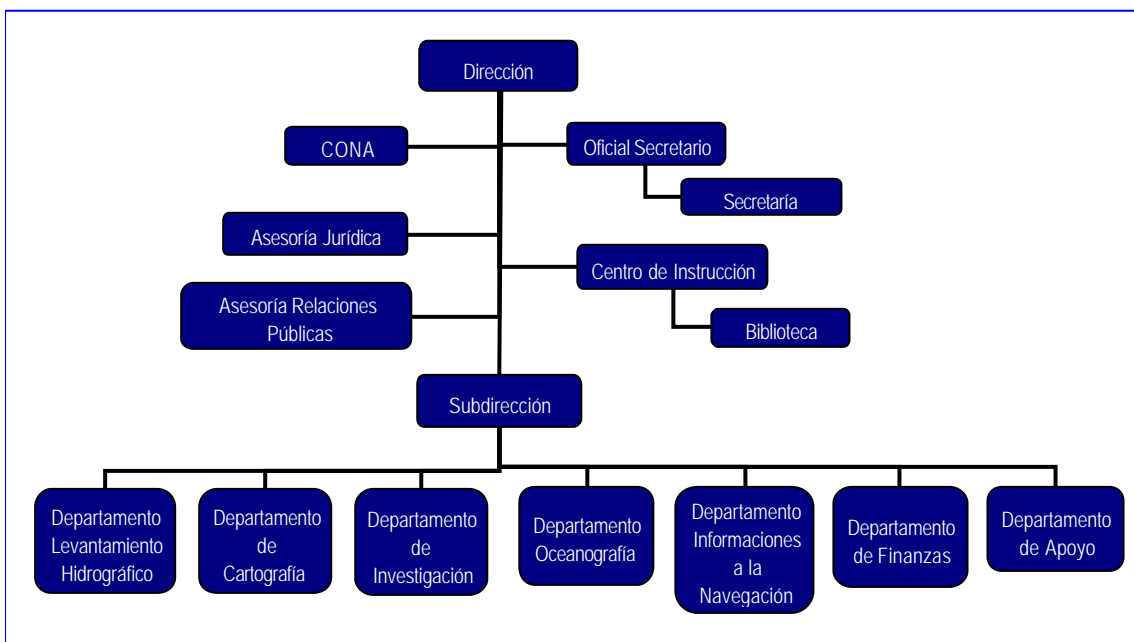 Dirección
CONA
Oficial Secretario
Secretaría
Asesoría Jurídica
Centro de Instrucción
Asesoría Relaciones
Públicas
Biblioteca
Subdirección
Departamento
Levantamiento
Hidrográfico
Departamento
de
Cartografía
Departamento
de
Investigación
Departamento
Oceanografía
Departamento
Informaciones
a la
Navegación
Departamento
de Finanzas
Departamento
de Apoyo